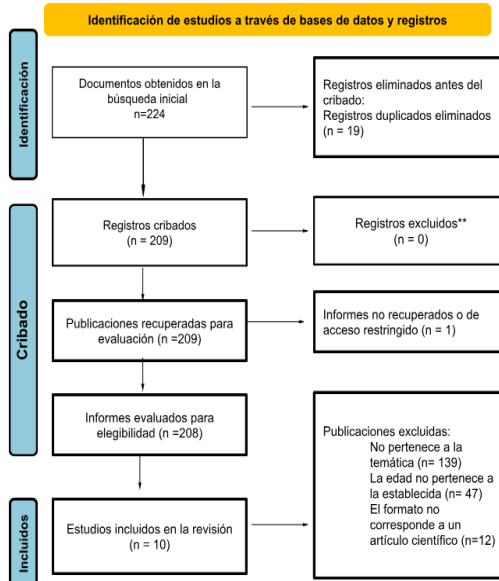 Identificación de estudios a través de bases de datos y registros
Identificación
Documentos obtenidos en la
búsqueda inicial
n=224
Registros eliminados antes del
cribado:
Registros duplicados eliminados
(n = 19)
Cribado
Registros cribados
(n = 209)
Registros excluidos**
(n = 0)
Publicaciones recuperadas para
evaluación (n =209)
Informes no recuperados o de
acceso restringido (n = 1)
Informes evaluados para
elegibilidad (n =208)
Publicaciones excluidas:
No pertenece a la
temática (n= 139)
La edad no pertenece a
la establecida (n= 47)
El formato no
corresponde a un
artículo científico (n=12)
Incluidos
Estudios incluidos en la revisión
(n = 10)